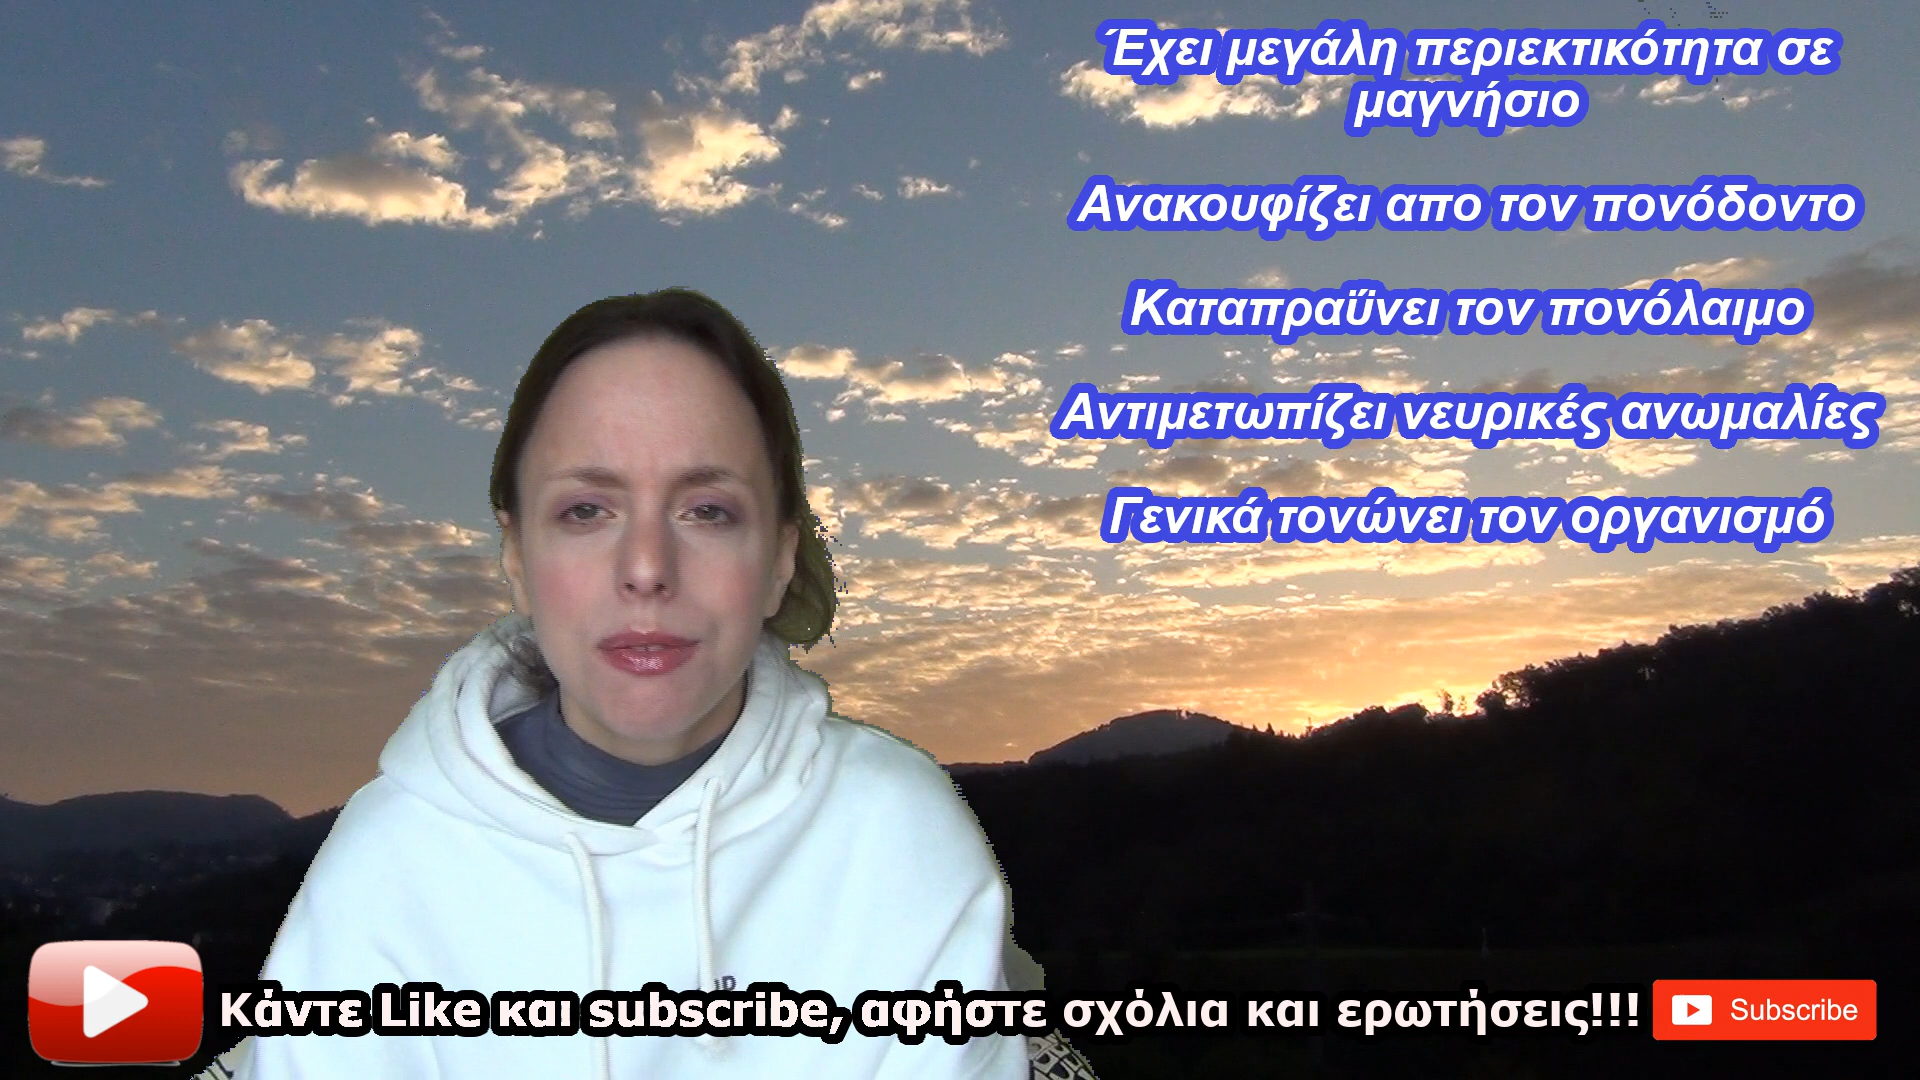 Έχει μεγάλη περιεκτικότητα σε
μαγνήσιο
Ανακουφίζει απο τον πονόδοντο
Καταπραΰνει τον πονόλαιμο
Αντιμετωπίζει νευρικές ανωμαλίες
Γενικά τονώνει τον οργανισμό
Κάντε Like και subscribe, αφήστε σχόλια και ερωτήσεις!!!
Subscribe